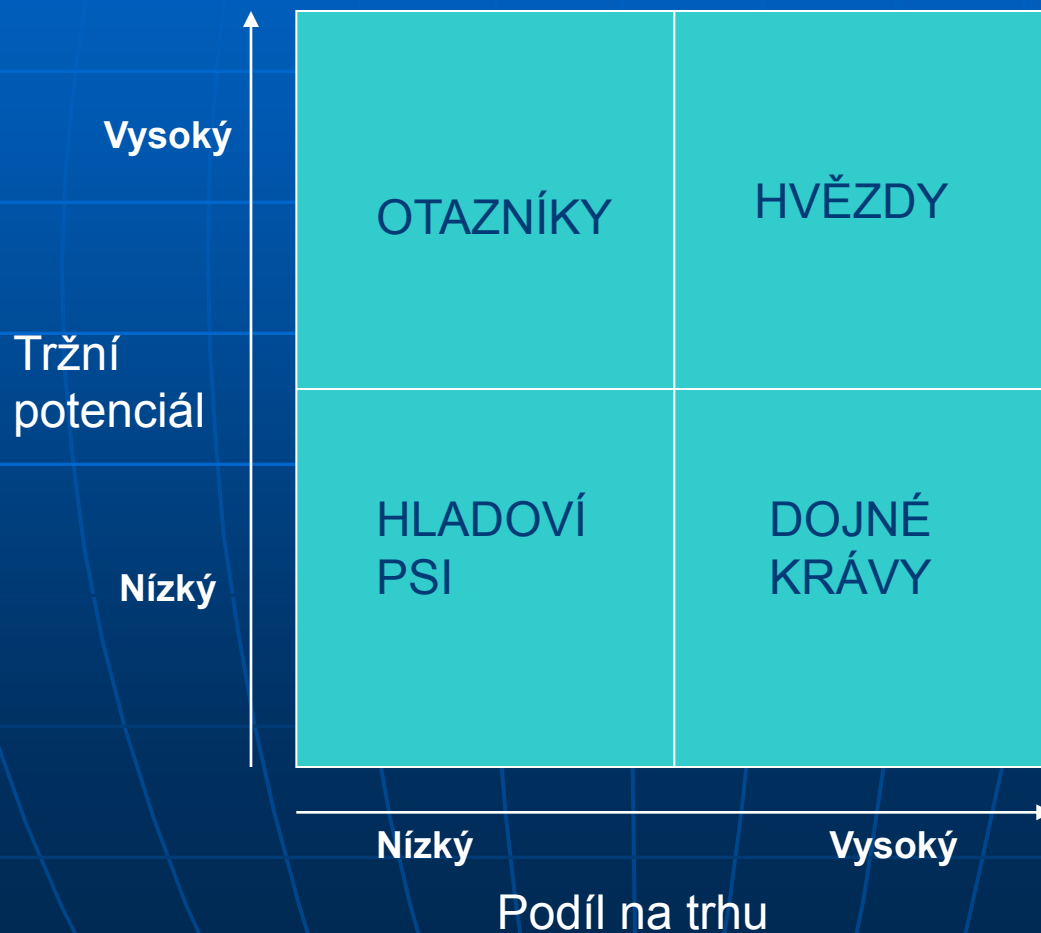 Vysoký
OTAZNÍKY
HVĚZDY
Tržní
potenciál
HLADOVÍ
PSI
DOJNÉ
KRÁVY
Nízký
Nízký
Vysoký
Podíl na trhu